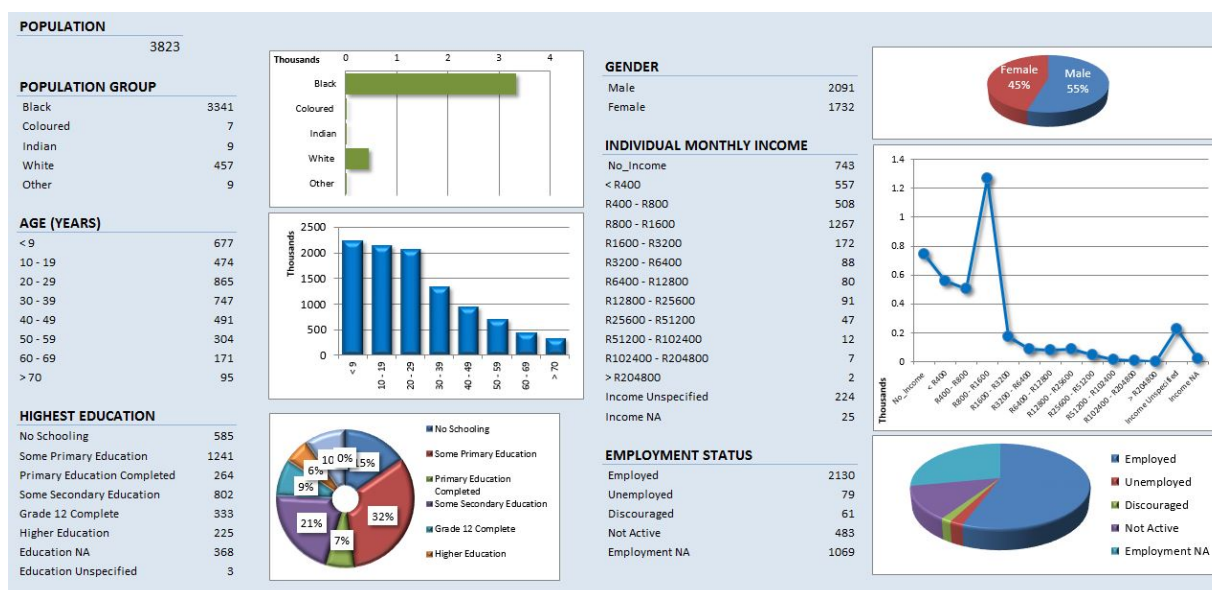 POPULATION
3823
POPULATION GROUP
Black 3341
Coloured 7
Indian 9
White 457
Other 9
AGE (YEARS)
< 9 677
10 - 19 474
20 - 29 865
30 - 39 747
40 - 49 491
50 - 59 304
60 - 69 171
> 70 95
HIGHEST EDUCATION
No Schooling 585
Some Primary Education 1241
Primary Education Completed 264
Some Secondary Education 802
Grade 12 Complete 333
Higher Education 225
Education NA 368
Education Unspecified 3
Thousands 0 1 2 3 4
Black
Coloured
Indian
White
Other
Thousands
2500
2000
1500
1000
500
0
< 9 10 - 19 20 - 29 30 - 39 40 - 49 50 - 59 60 - 69 > 70
10 0% 15%
6%
9%
21%
32%
7%
No Schooling
Some Primary Education
Primary Education
Completed
Some Secondary Education
Grade 12 Complete
Higher Education
GENDER
Male 2091
Female 1732
INDIVIDUAL MONTHLY INCOME
No_Income 743
< R400 557
R400 - R800 508
R800 - R1600 1267
R1600 - R3200 172
R3200 - R6400 88
R6400 - R12800 80
R12800 - R25600 91
R25600 - R51200 47
R51200 - R102400 12
R102400 - R204800 7
> R204800 2
Income Unspecified 224
Income NA 25
EMPLOYMENT STATUS
Employed 2130
Unemployed 79
Discouraged 61
Not Active 483
Employment NA 1069
Female
45%
Male
55%
1.4
1.2
1
0.8
0.6
0.4
0.2
0
Thousands
No_Income < R400 R400 - R800 R800 - R1600 R1600 - R3200 R3200 - R6400 R6400 - R12800 R12800 - R25600 R25600 - R51200 R51200 - R102400 R102400 - R204800 > R204800 Income Unspecified Income NA
Employed
Unemployed
Discouraged
Not Active
Employment NA